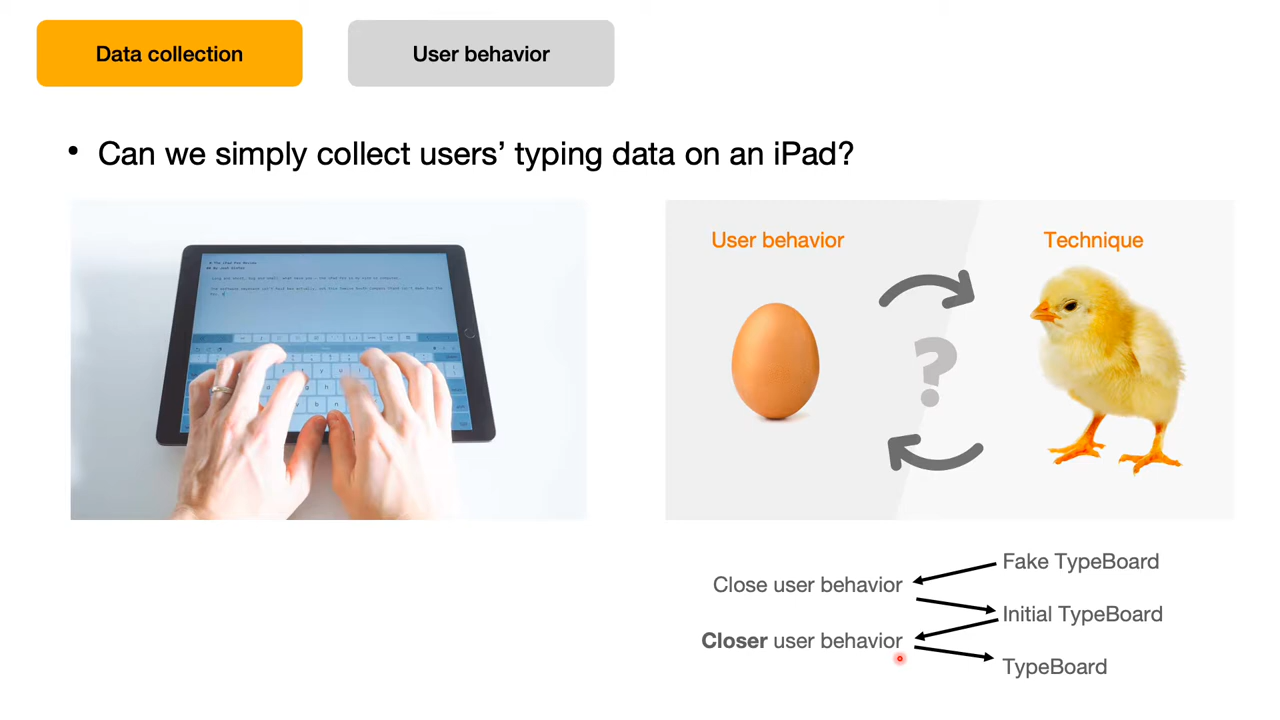 Data collection
User behavior
• Can we simply collect users’ typing data on an iPad?
User behavior
Technique
?
Fake TypeBoard
Close user behavior
Initial TypeBoard
Closer user behavior
TypeBoard